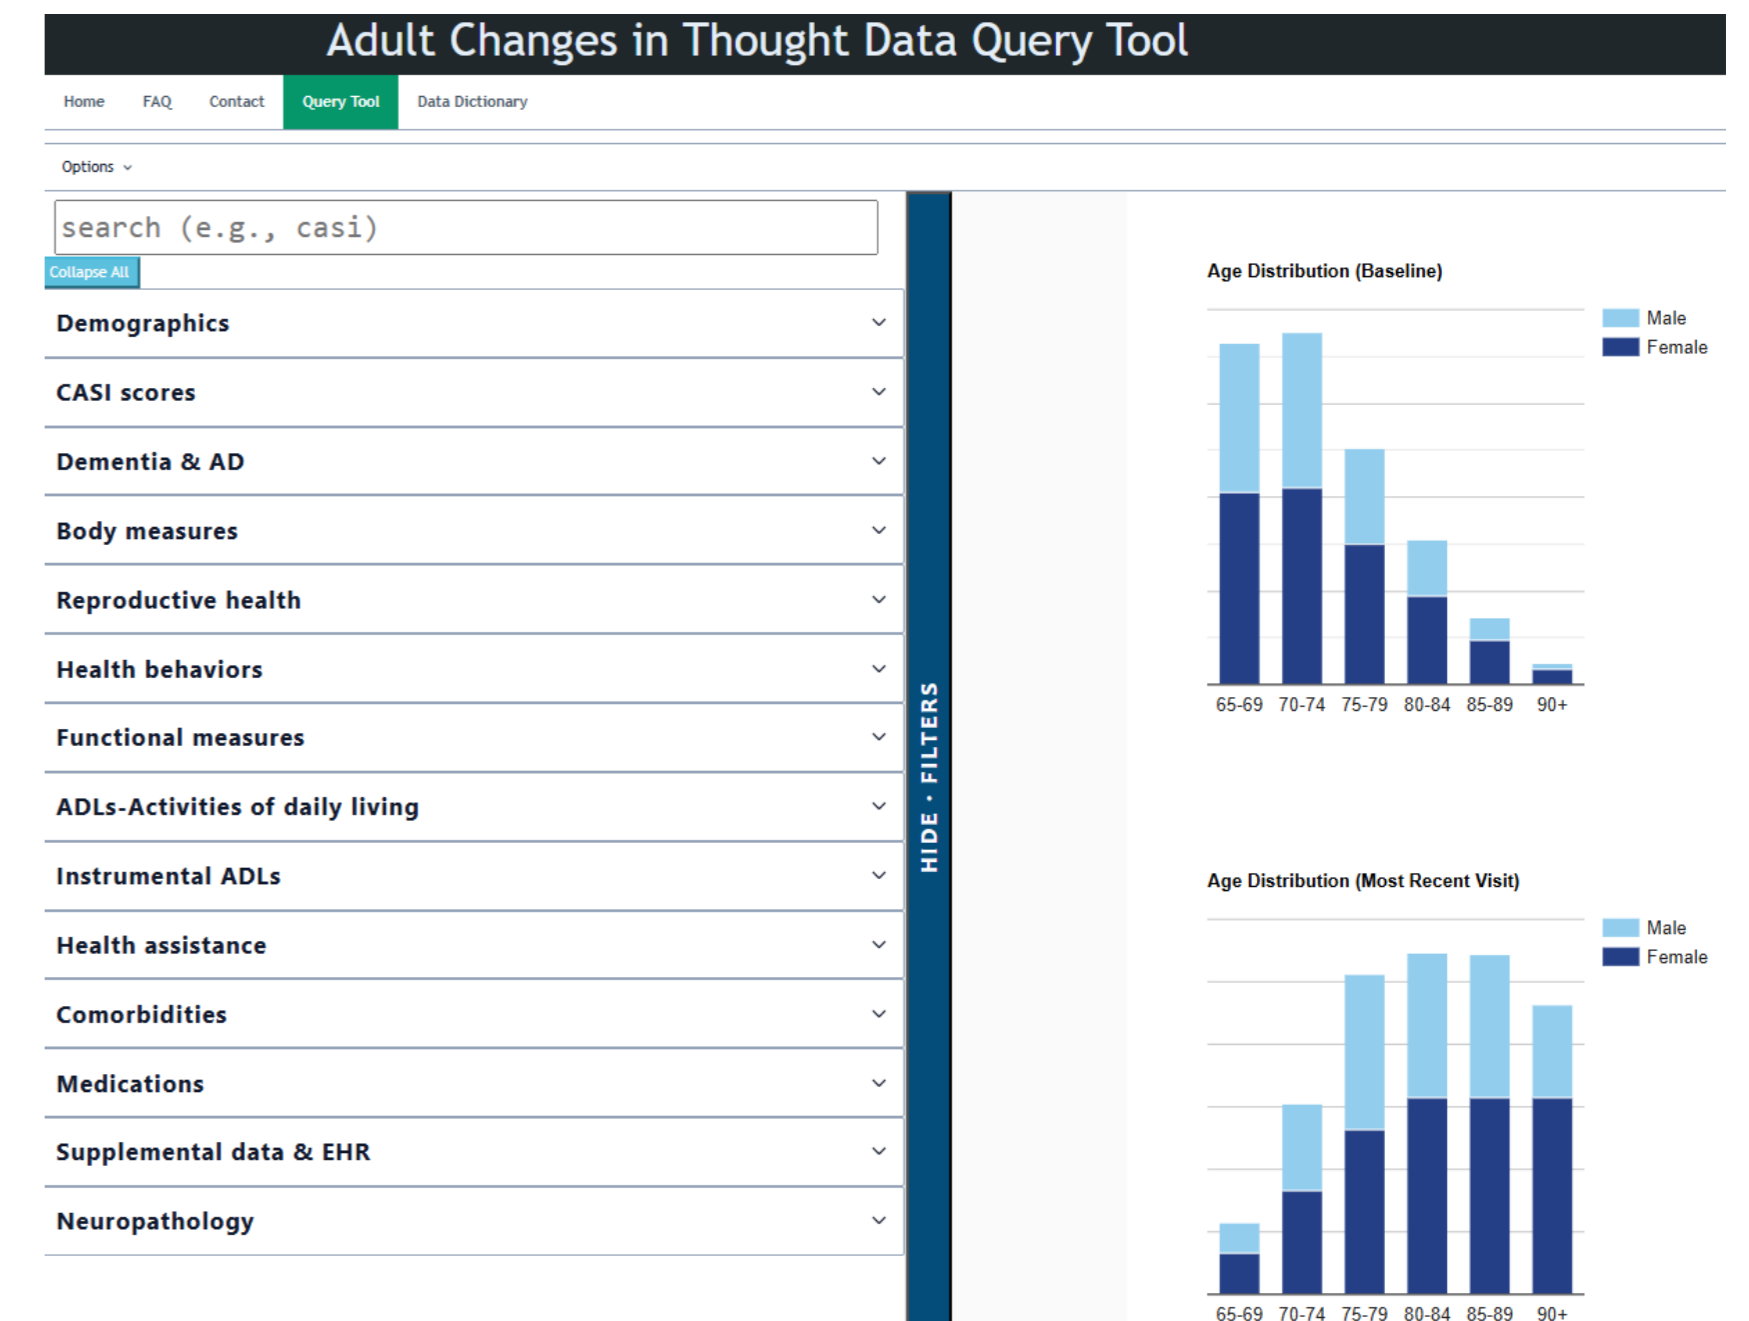 Adult Changes in Thought Data Query Tool
Home FAQ Contact Query Tool Data Dictionary
Options
search (e.g., casi)
Collapse All
Demographics
CASI scores
Dementia & AD
Body measures
Reproductive health
Health behaviors
Functional measures
ADLs-Activities of daily living
Instrumental ADLs
Health assistance
Comorbidities
Medications
Supplemental data & EHR
Neuropathology
HIDE · FILTERS
Age Distribution (Baseline)
Male
Female
65-69 70-74 75-79 80-84 85-89 90+
Age Distribution (Most Recent Visit)
Male
Female
65-69 70-74 75-79 80-84 85-89 90+